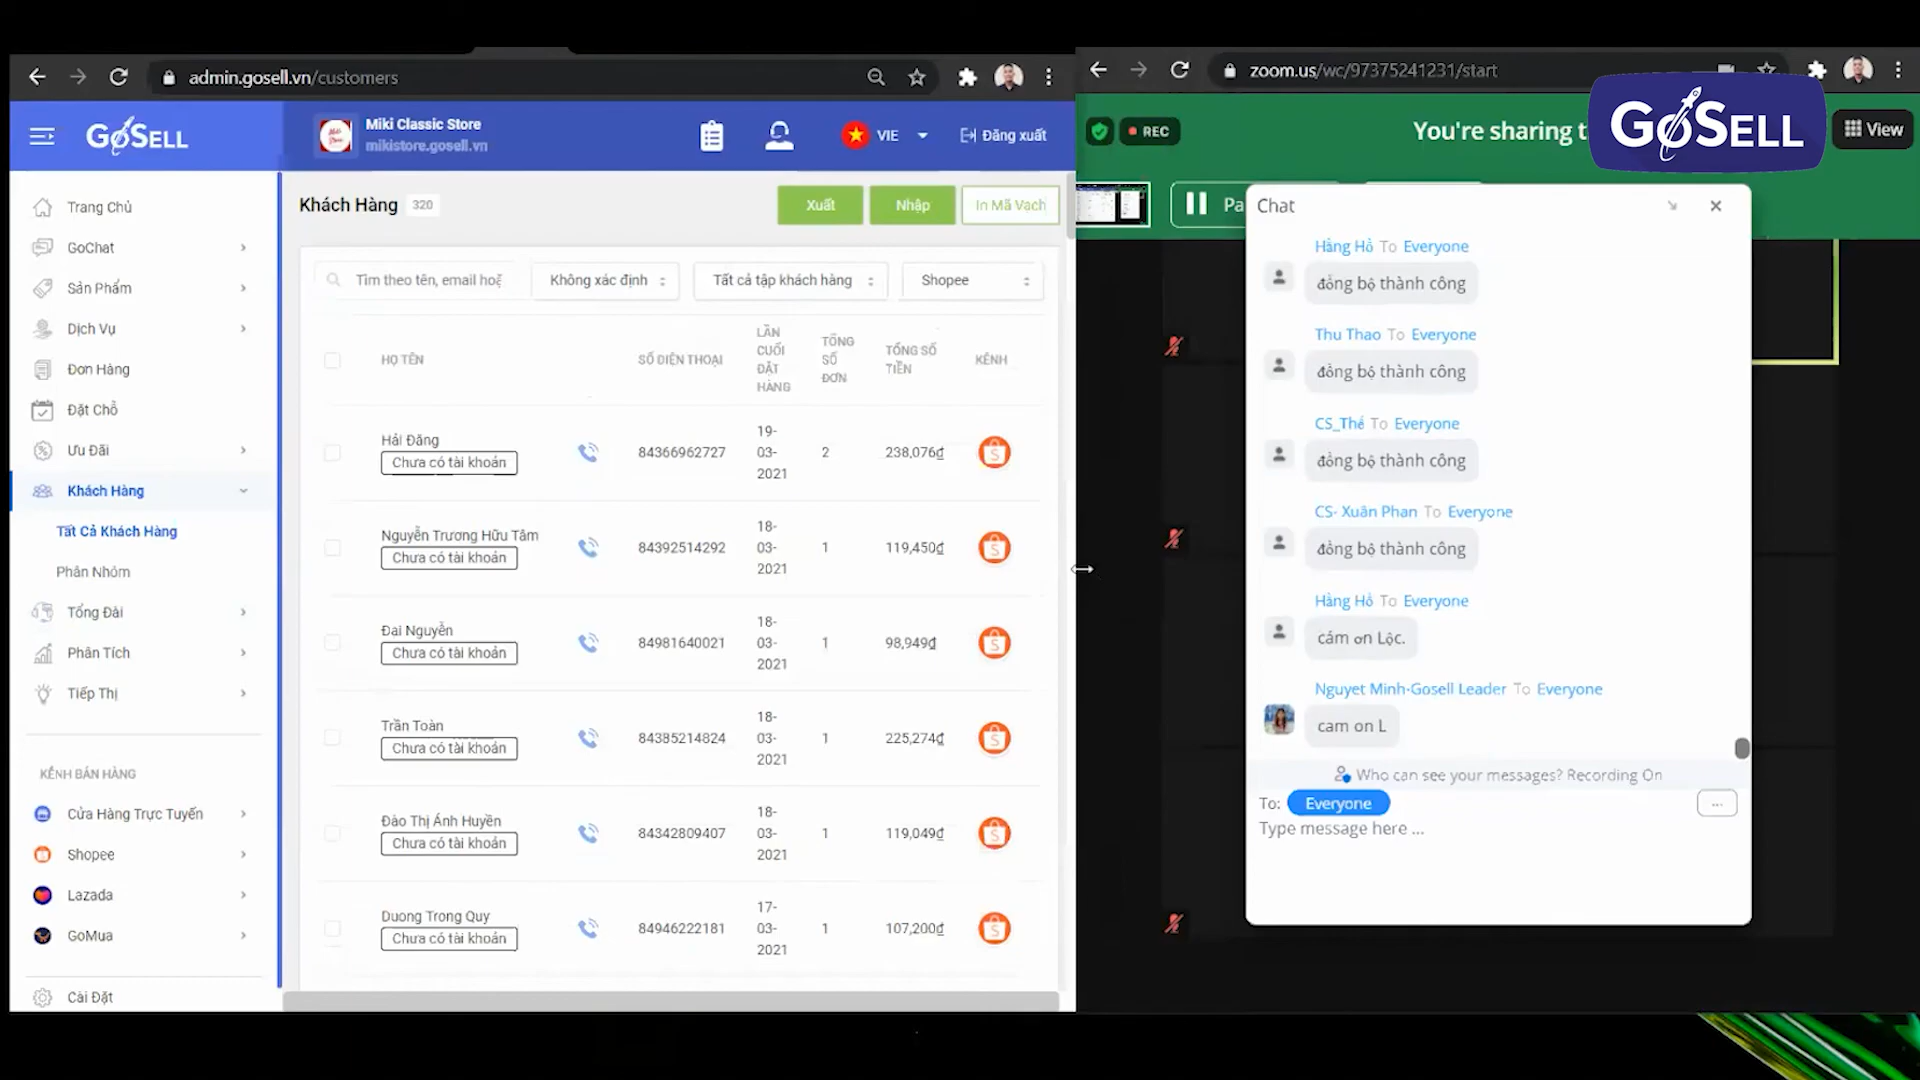 admin.gosell.vn/customers
GOSELL
Miki Classic Store
mikistore.gosell.vn
VIE
Đăng xuất
Trang Chủ
GoChat
Sản Phẩm
Dịch Vụ
Đơn Hàng
Đặt Chỗ
Ưu Đãi
Khách Hàng
Tất Cả Khách Hàng
Phân Nhóm
Tổng Đài
Phân Tích
Tiếp Thị
KÊNH BÁN HÀNG
Cửa Hàng Trực Tuyến
Shopee
Lazada
GoMua
Cài Đặt
Khách Hàng 320
Xuất
Nhập
In Mã Vạch
Tìm theo tên, email hoặ
Không xác định
Tất cả tập khách hàng
Shopee
HỌ TÊN
SỐ ĐIỆN THOẠI
LẦN
CUỐI
ĐẶT
HÀNG
TỔNG
SỐ
ĐƠN
TỔNG SỐ
TIỀN
KÊNH
Hải Đăng
Chưa có tài khoản
84366962727
19-
03-
2021
2
238,076₫
Nguyễn Trương Hữu Tâm
Chưa có tài khoản
84392514292
18-
03-
2021
1
119,450₫
Đại Nguyễn
Chưa có tài khoản
84981640021
18-
03-
2021
1
98,949₫
Trần Toàn
Chưa có tài khoản
84385214824
18-
03-
2021
1
225,274₫
Đào Thị Ánh Huyền
Chưa có tài khoản
84342809407
18-
03-
2021
1
119,049₫
Duong Trong Quy
Chưa có tài khoản
84946222181
17-
03-
2021
1
107,200₫
zoom.us/wc/97375241231/start
REC
You're sharing
GOSELL
View
Pa
Chat
Hằng Hồ To Everyone
đồng bộ thành công
Thu Thao To Everyone
đồng bộ thành công
CS_Thế To Everyone
đồng bộ thành công
CS- Xuân Phan To Everyone
đồng bộ thành công
Hằng Hồ To Everyone
cám ơn Lộc.
Nguyet Minh-Gosell Leader To Everyone
cam on L
Who can see your messages? Recording On
To: Everyone
...
Type message here ...